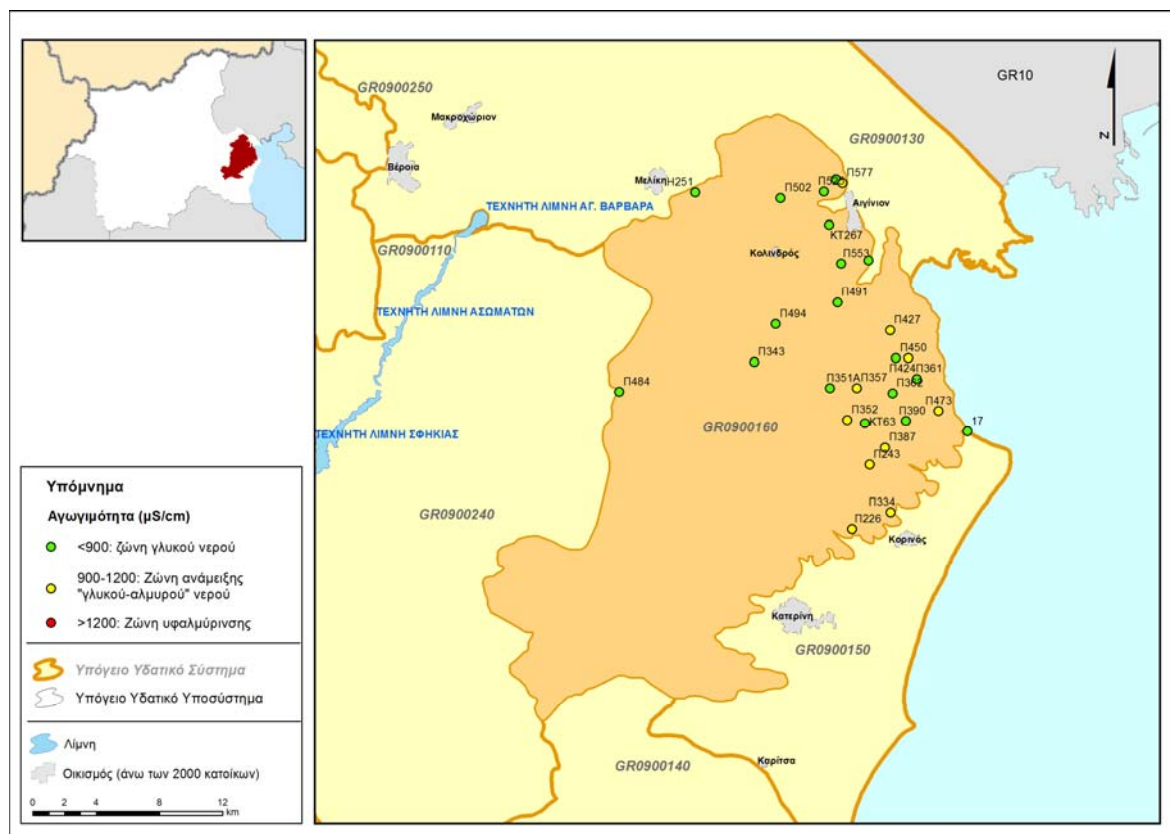 GR10
N
GR0900250
Μακροχώριον
Βέροια
GR0900130
Μελίκη
Η251
Π502
Π577
Αιγίνιον
ΤΕΧΝΗΤΗ ΛΙΜΝΗ ΑΓ. ΒΑΡΒΑΡΑ
ΚΤ267
GR0900110
Κολινδρός
Π553
Π491
ΤΕΧΝΗΤΗ ΛΙΜΝΗ ΑΣΩΜΑΤΩΝ
Π494
Π427
Π450
Π343
Π424
Π361
Π484
Π351Α
Π357
Π362
Π473
Π352
ΚΤ63
Π390
17
GR0900160
ΤΕΧΝΗΤΗ ΛΙΜΝΗ ΣΦΗΚΙΑΣ
Π387
Π243
GR0900240
Π334
Π226
Κορινός
Κατερίνη
GR0900150
Καρίτσα
GR0900140
Υπόμνημα
Αγωγιμότητα (μS/cm)
<900: ζώνη γλυκού νερού
900-1200: Ζώνη ανάμειξης
"γλυκού-αλμυρού" νερού
>1200: Ζώνη υφαλμύρινσης
Υπόγειο Υδατικό Σύστημα
Υπόγειο Υδατικό Υποσύστημα
Λίμνη
Οικισμός (άνω των 2000 κατοίκων)
0 2 4 8 12
km